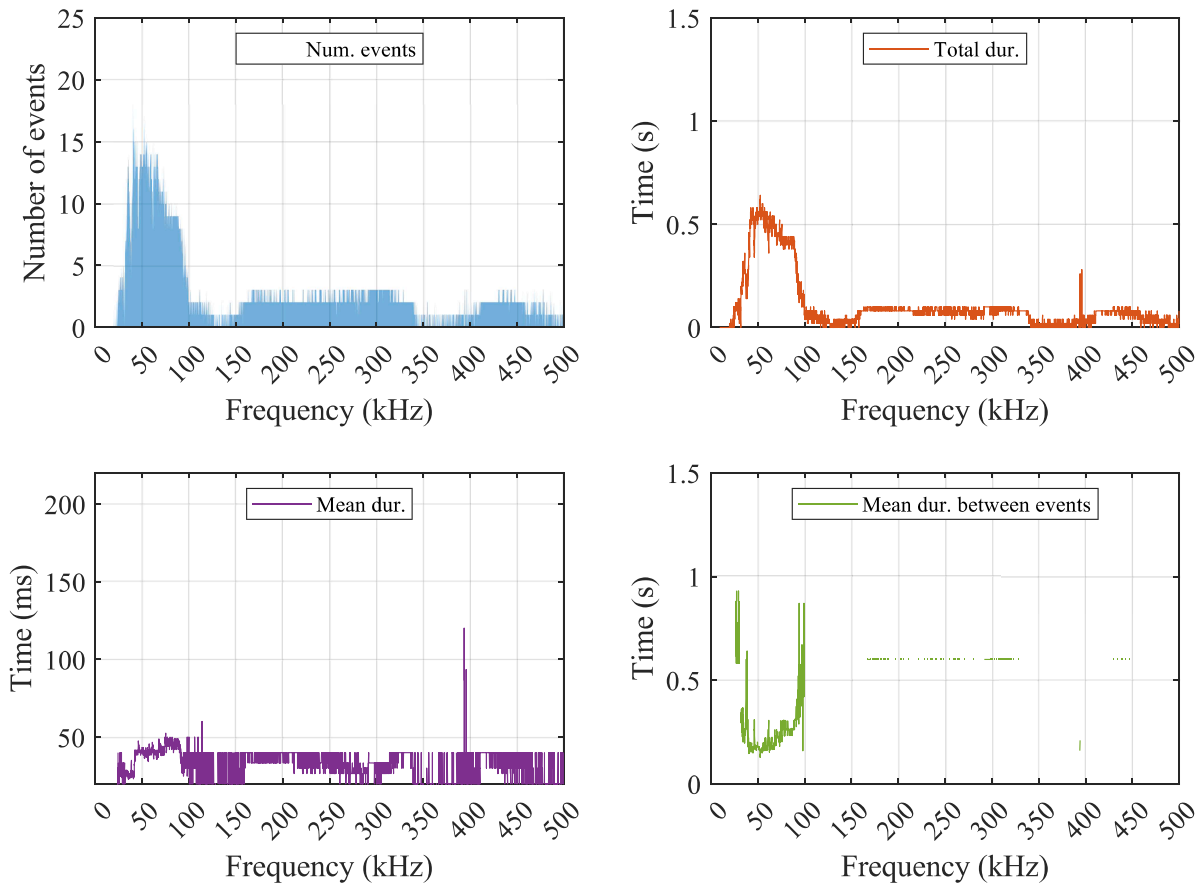 Num. events
Number of events
25
20
15
10
5
0
0 50 100 150 200 250 300 350 400 450 500
Frequency (kHz)
Total dur.
Time (s)
1.5
1
0.5
0
0 50 100 150 200 250 300 350 400 450 500
Frequency (kHz)
Mean dur.
Time (ms)
200
150
100
50
0 50 100 150 200 250 300 350 400 450 500
Frequency (kHz)
Mean dur. between events
Time (s)
1.5
1
0.5
0
0 50 100 150 200 250 300 350 400 450 500
Frequency (kHz)